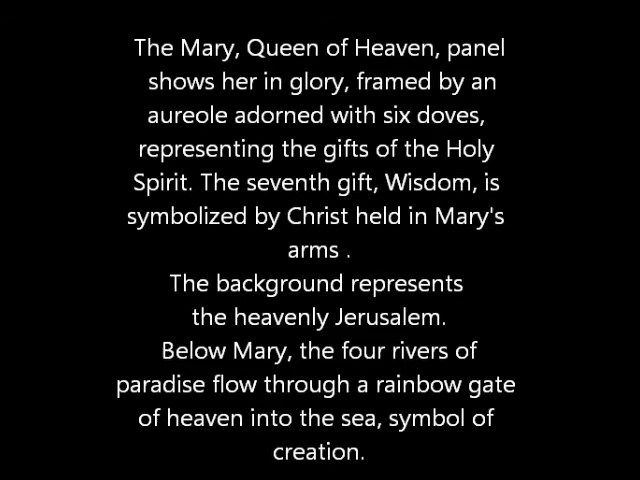 The Mary, Queen of Heaven, panel
shows her in glory, framed by an
aureole adorned with six doves,
representing the gifts of the Holy
Spirit. The seventh gift, Wisdom, is
symbolized by Christ held in Mary's
arms .
The background represents
the heavenly Jerusalem.
Below Mary, the four rivers of
paradise flow through a rainbow gate
of heaven into the sea, symbol of
creation.